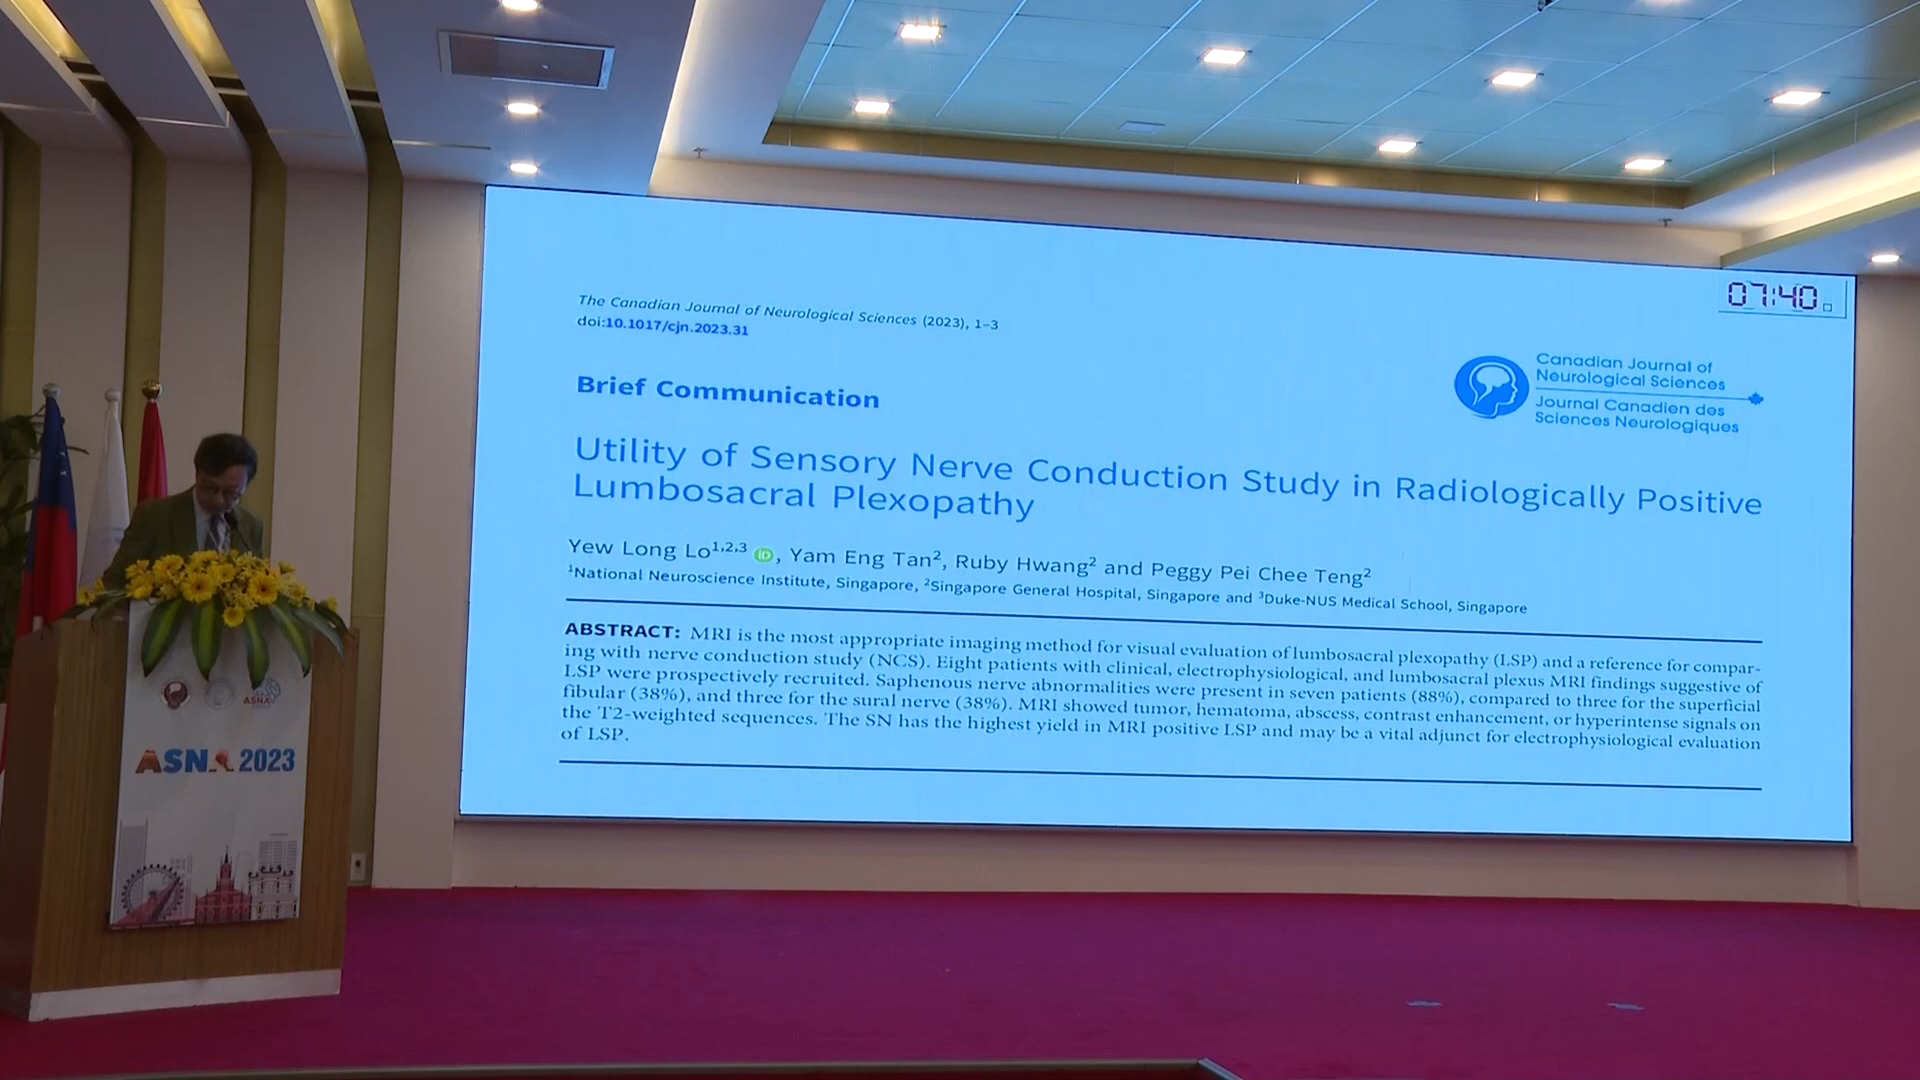 07:40
The Canadian Journal of Neurological Sciences (2023), 1–3
doi:10.1017/cjn.2023.31
Canadian Journal of
Neurological Sciences
Journal Canadien des
Sciences Neurologiques
Brief Communication
Utility of Sensory Nerve Conduction Study in Radiologically Positive
Lumbosacral Plexopathy
Yew Long Lo1,2,3 iD, Yam Eng Tan2, Ruby Hwang2 and Peggy Pei Chee Teng2
1National Neuroscience Institute, Singapore, 2Singapore General Hospital, Singapore and 3Duke-NUS Medical School, Singapore
ABSTRACT: MRI is the most appropriate imaging method for visual evaluation of lumbosacral plexopathy (LSP) and a reference for compar-
ing with nerve conduction study (NCS). Eight patients with clinical, electrophysiological, and lumbosacral plexus MRI findings suggestive of
LSP were prospectively recruited. Saphenous nerve abnormalities were present in seven patients (88%), compared to three for the superficial
fibular (38%), and three for the sural nerve (38%). MRI showed tumor, hematoma, abscess, contrast enhancement, or hyperintense signals on
the T2-weighted sequences. The SN has the highest yield in MRI positive LSP and may be a vital adjunct for electrophysiological evaluation
of LSP.
ASNA
ASNA 2023